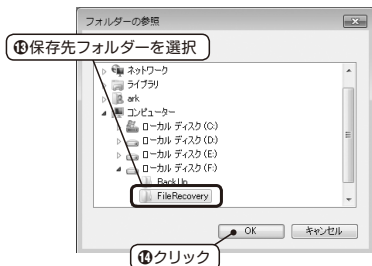 フォルダーの参照
⓭保存先フォルダーを選択
ネットワーク
ライブラリ
ark
コンピューター
ローカル ディスク (C:)
ローカル ディスク (D:)
ローカル ディスク (E:)
ローカル ディスク (F:)
BackUp
FileRecovery
OK
キャンセル
⓮クリック